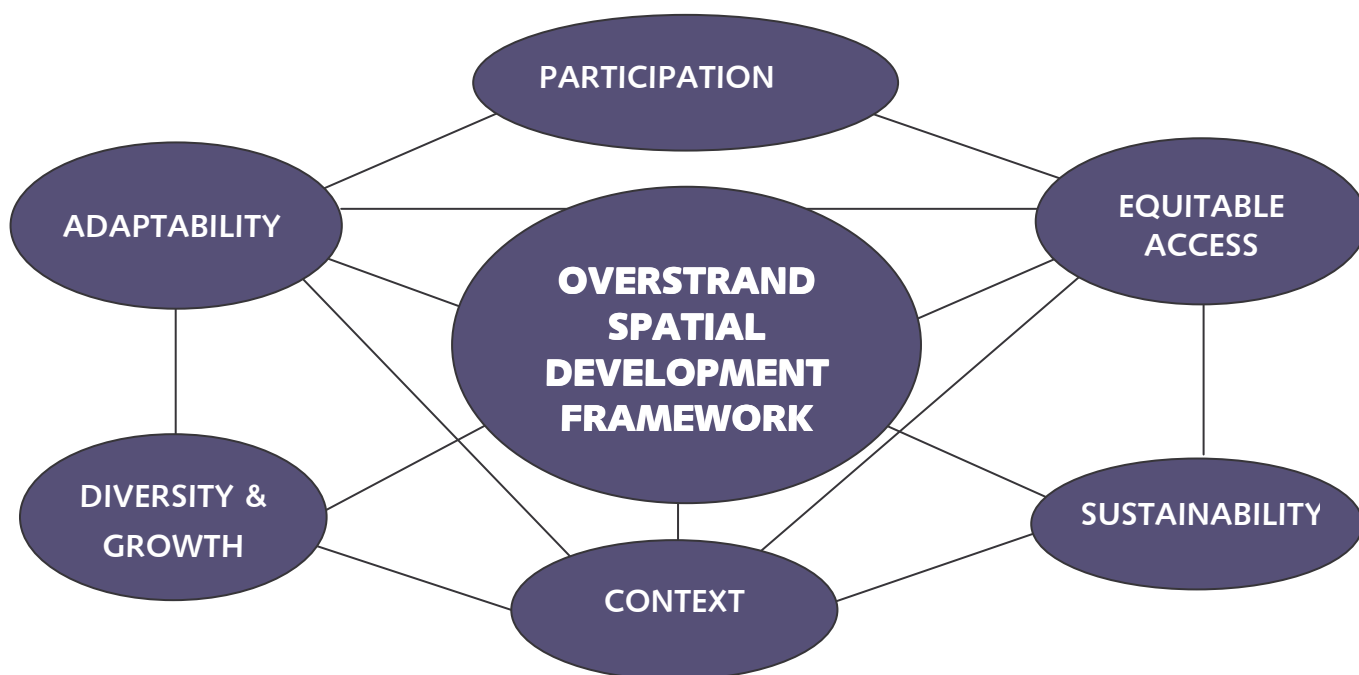 PARTICIPATION
ADAPTABILITY
EQUITABLE
ACCESS
OVERSTRAND
SPATIAL
DEVELOPMENT
FRAMEWORK
DIVERSITY &
GROWTH
SUSTAINABILITY
CONTEXT